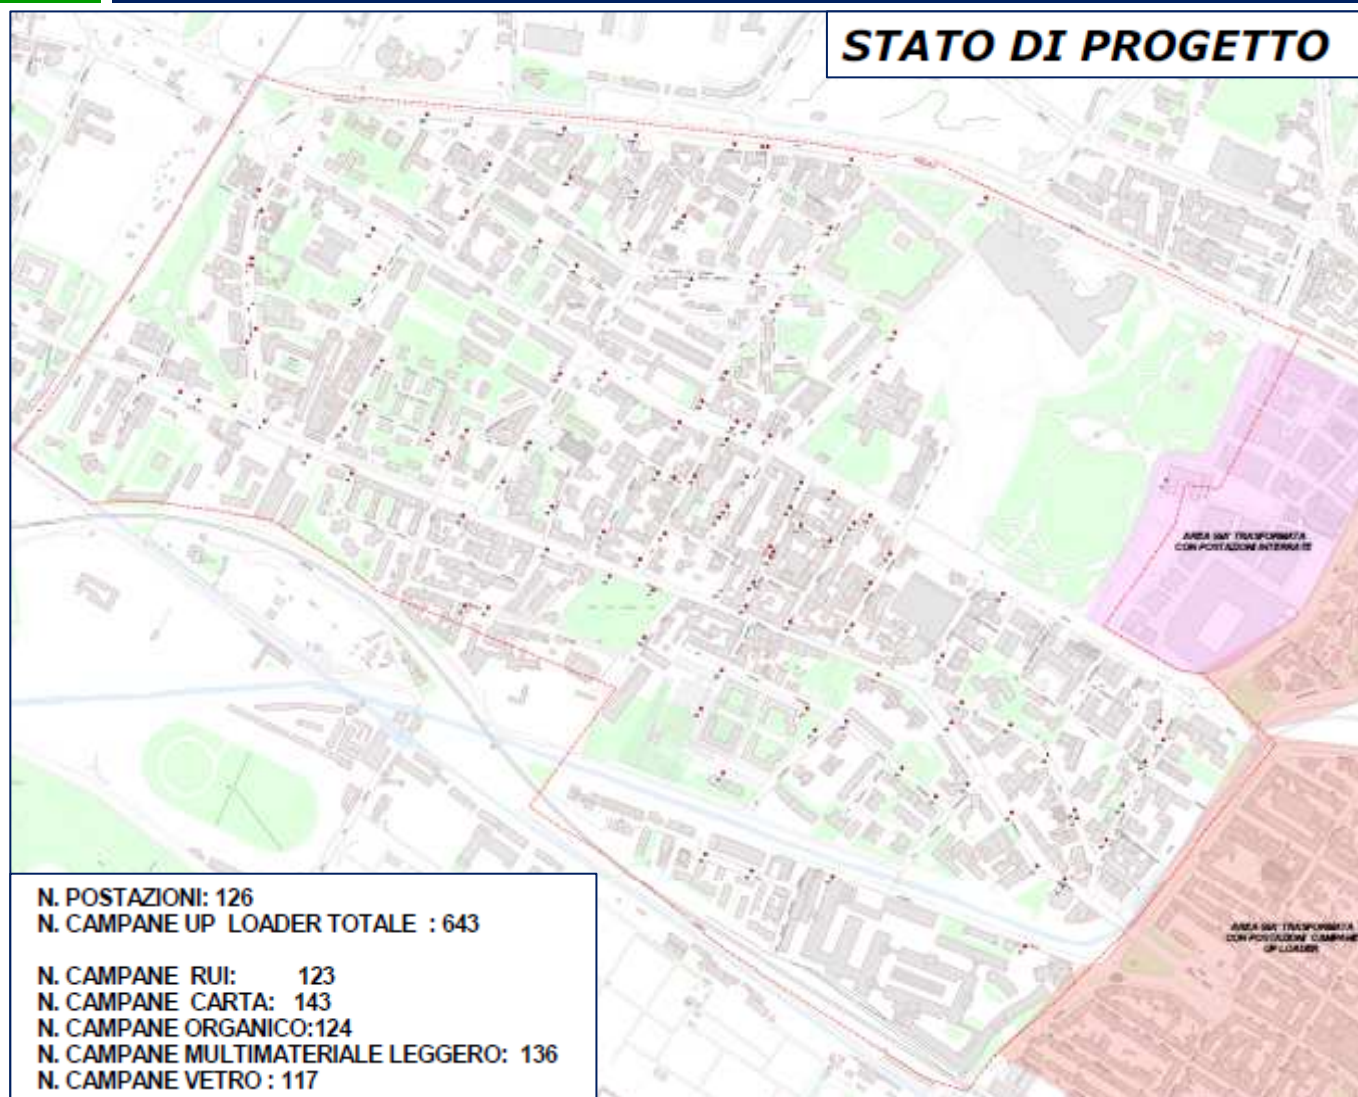 STATO DI PROGETTO
AREA GIA' TRASFORMATA
CON POSTAZIONI INTERRATE
AREA GIA' TRASFORMATA
CON POSTAZIONI CAMPANE
UP LOADER
N. POSTAZIONI: 126
N. CAMPANE UP LOADER TOTALE : 643
N. CAMPANE RUI: 123
N. CAMPANE CARTA: 143
N. CAMPANE ORGANICO:124
N. CAMPANE MULTIMATERIALE LEGGERO: 136
N. CAMPANE VETRO : 117